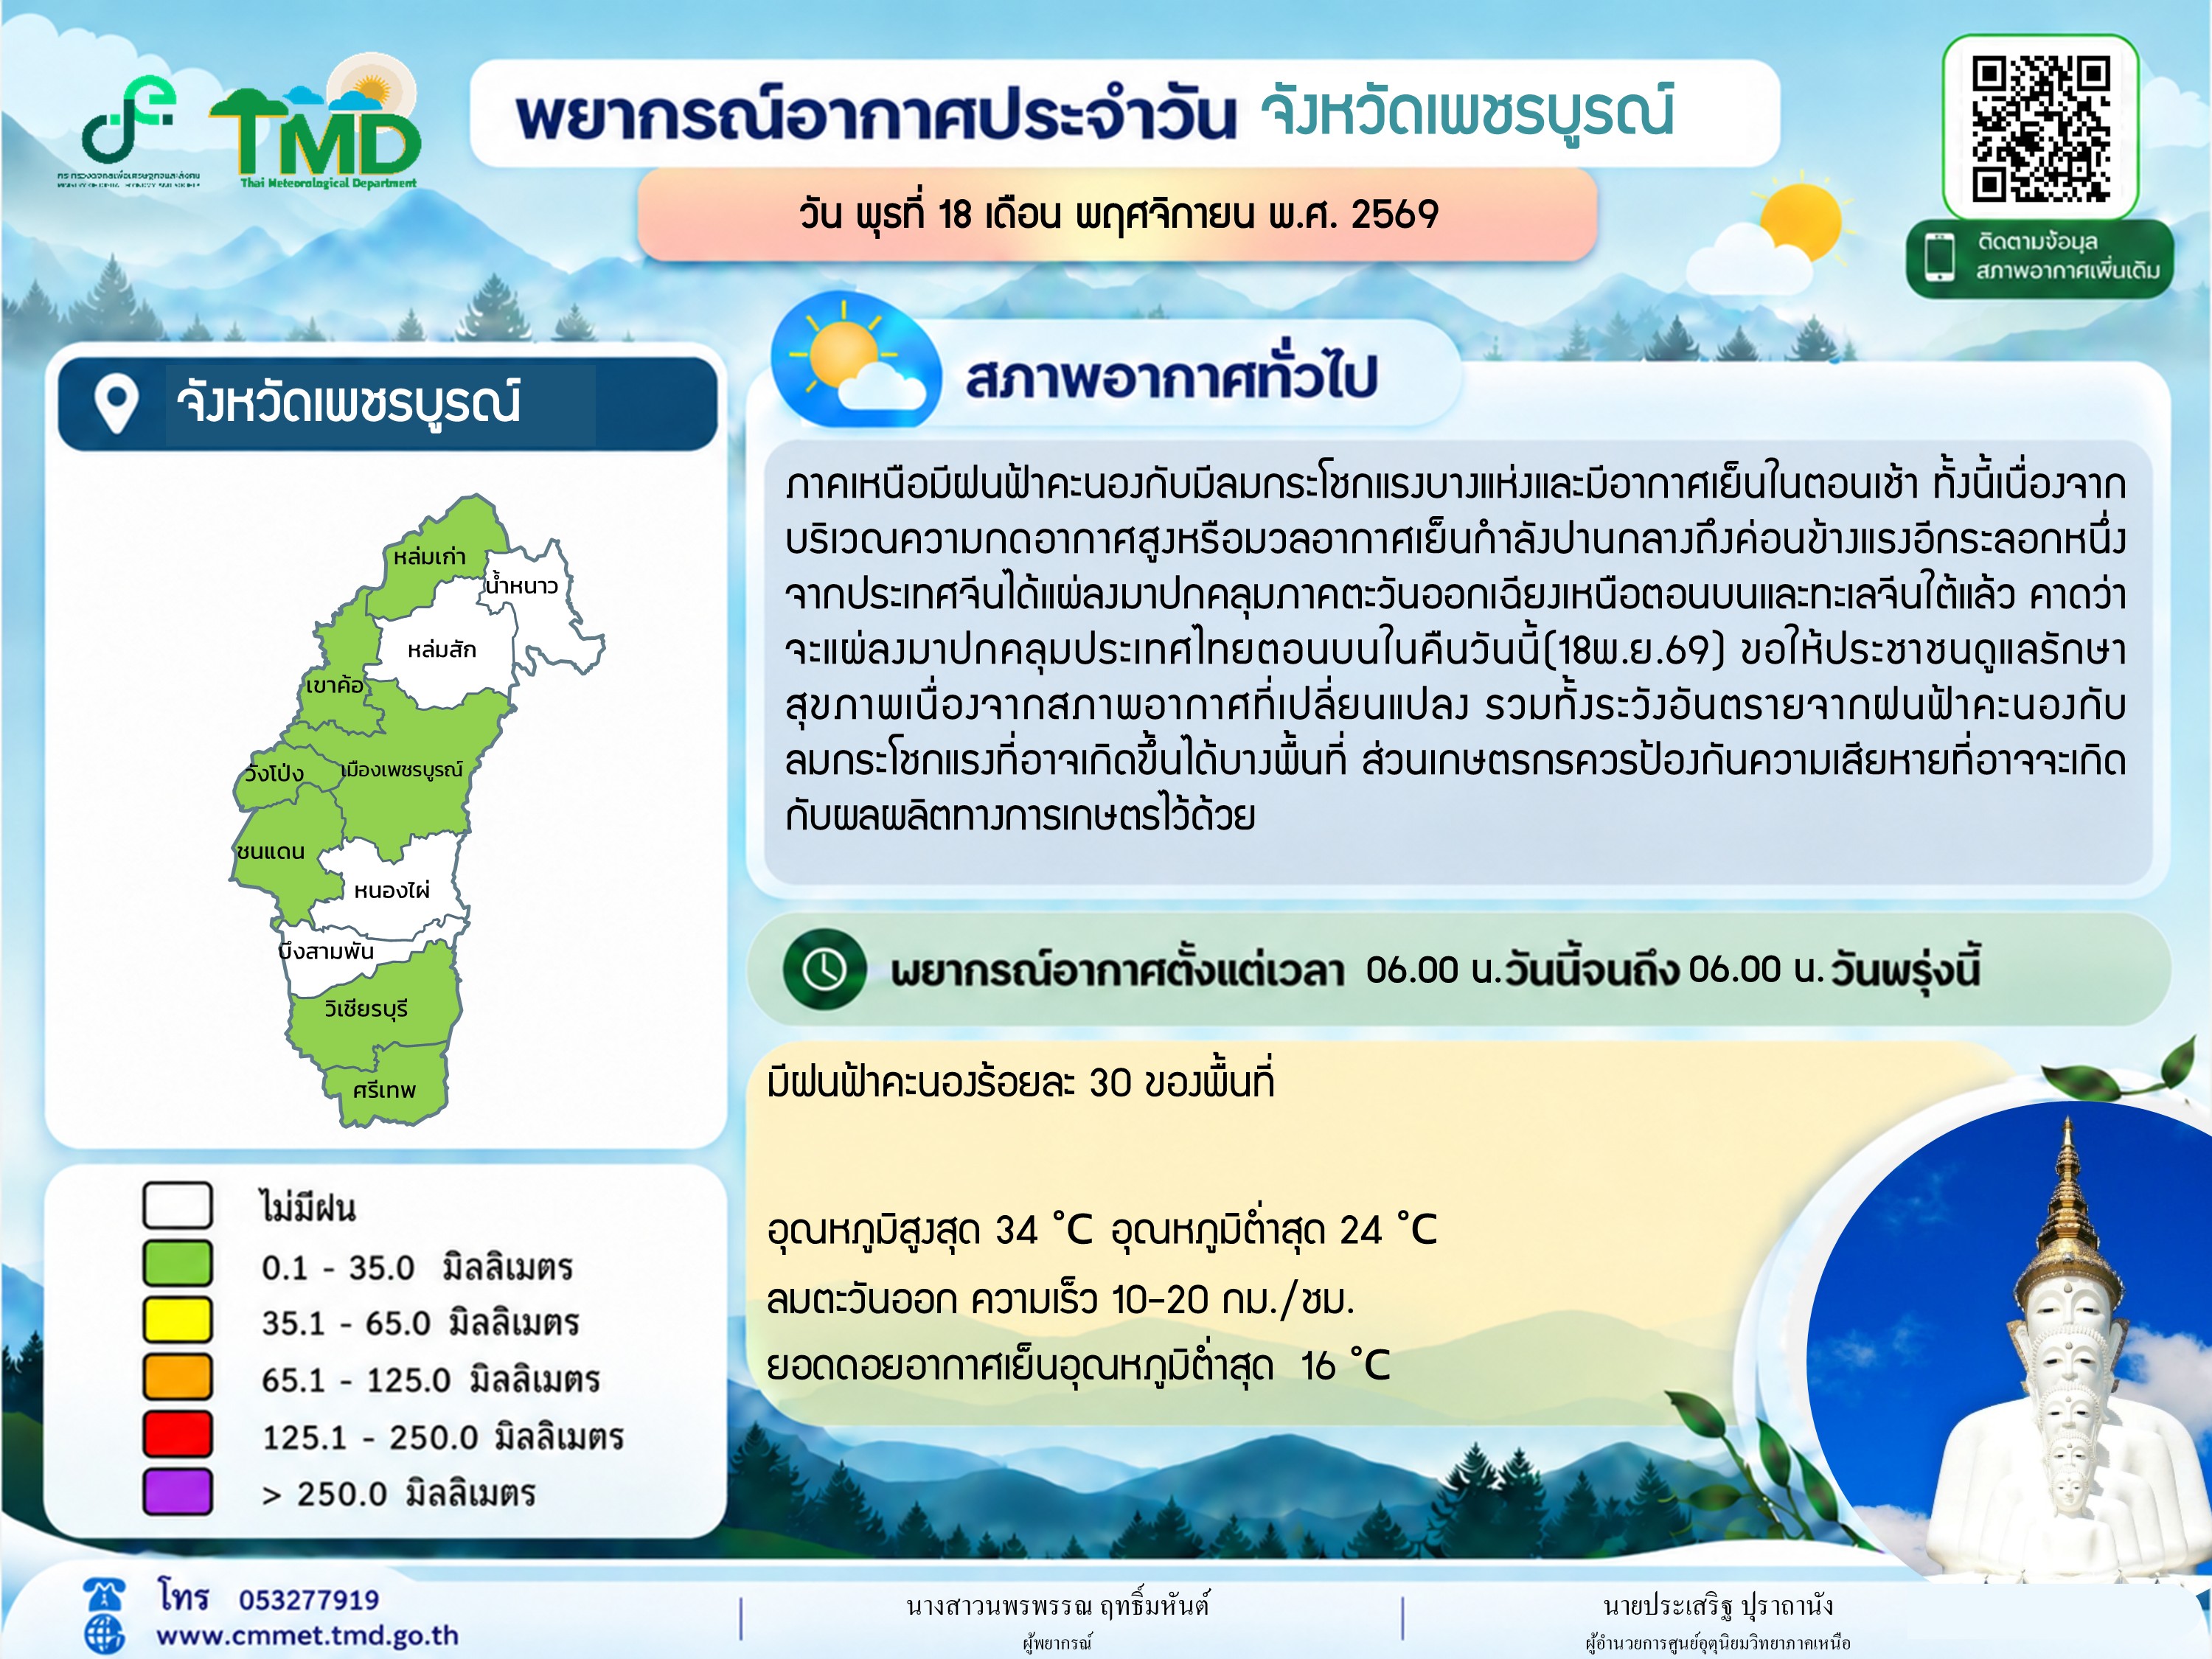 TMD
Thai Meteorological Department
พยากรณ์อากาศประจำวัน จังหวัดเพชรบูรณ์
วัน พุธที่ 18 เดือน พฤศจิกายน พ.ศ. 2569
ติดตามข้อมุล
สภาพอากาศเพิ่มเติม
จังหวัดเพชรบูรณ์
หล่มเก่า
น้ำหนาว
หล่มสัก
เขาค้อ
วังโป่ง
เมืองเพชรบูรณ์
ชนแดน
หนองไผ่
บึงสามพัน
วิเชียรบุรี
ศรีเทพ
ไม่มีฝน
0.1 - 35.0 มิลลิเมตร
35.1 - 65.0 มิลลิเมตร
65.1 - 125.0 มิลลิเมตร
125.1 - 250.0 มิลลิเมตร
> 250.0 มิลลิเมตร
สภาพอากาศทั่วไป
ภาคเหนือมีฝนฟ้าคะนองกับมีลมกระโชกแรงบางแห่งและมีอากาศเย็นในตอนเช้า ทั้งนี้เนื่องจาก
บริเวณความกดอากาศสูงหรือมวลอากาศเย็นกำลังปานกลางถึงค่อนข้างแรงอีกระลอกหนึ่ง
จากประเทศจีนได้แผ่ลงมาปกคลุมภาคตะวันออกเฉียงเหนือตอนบนและทะเลจีนใต้แล้ว คาดว่า
จะแผ่ลงมาปกคลุมประเทศไทยตอนบนในคืนวันนี้(18พ.ย.69) ขอให้ประชาชนดูแลรักษา
สุขภาพเนื่องจากสภาพอากาศที่เปลี่ยนแปลง รวมทั้งระวังอันตรายจากฝนฟ้าคะนองกับ
ลมกระโชกแรงที่อาจเกิดขึ้นได้บางพื้นที่ ส่วนเกษตรกรควรป้องกันความเสียหายที่อาจจะเกิด
กับผลผลิตทางการเกษตรไว้ด้วย
พยากรณ์อากาศตั้งแต่เวลา 06.00 น. วันนี้จนถึง 06.00 น. วันพรุ่งนี้
มีฝนฟ้าคะนองร้อยละ 30 ของพื้นที่
อุณหภูมิสูงสุด 34 °C อุณหภูมิต่ำสุด 24 °C
ลมตะวันออก ความเร็ว 10-20 กม./ชม.
ยอดดอยอากาศเย็นอุณหภูมิต่ำสุด 16 °C
โทร 053277919
www.cmmet.tmd.go.th
นางสาวนพรพรรณ ฤทธิ์มหันต์
ผู้พยากรณ์
นายประเสริฐ ปุราถานัง
ผู้อำนวยการศูนย์อุตุนิยมวิทยาภาคเหนือ